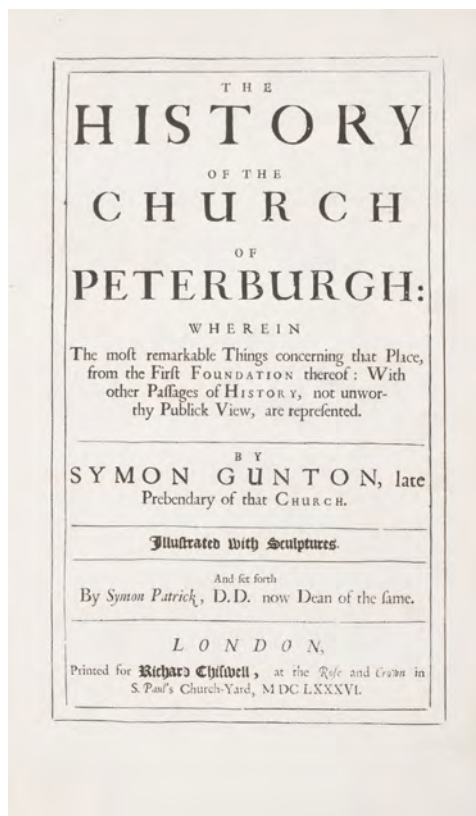 THE
HISTORY
OF THE
CHURCH
OF
PETERBURGH:
WHEREIN
The moſt remarkable Things concerning that Place,
from the Firſt FOUNDATION thereof: With
other Paſſages of HISTORY, not unwor-
thy Publick View, are repreſented.
BY
SYMON GUNTON, late
Prebendary of that CHURCH.
Illuſtrated with Sculptures.
And ſet forth
By Symon Patrick, D.D. now Dean of the ſame.
LONDON,
Printed for Richard Chiſwell, at the Roſe and Crown in
S. Paul's Church-Yard, MDCLXXXVI.